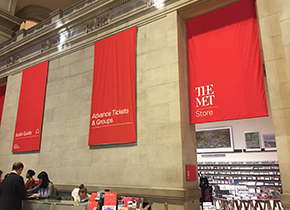 Audio Guide
Advance Tickets
& Groups
THE
MET
Store